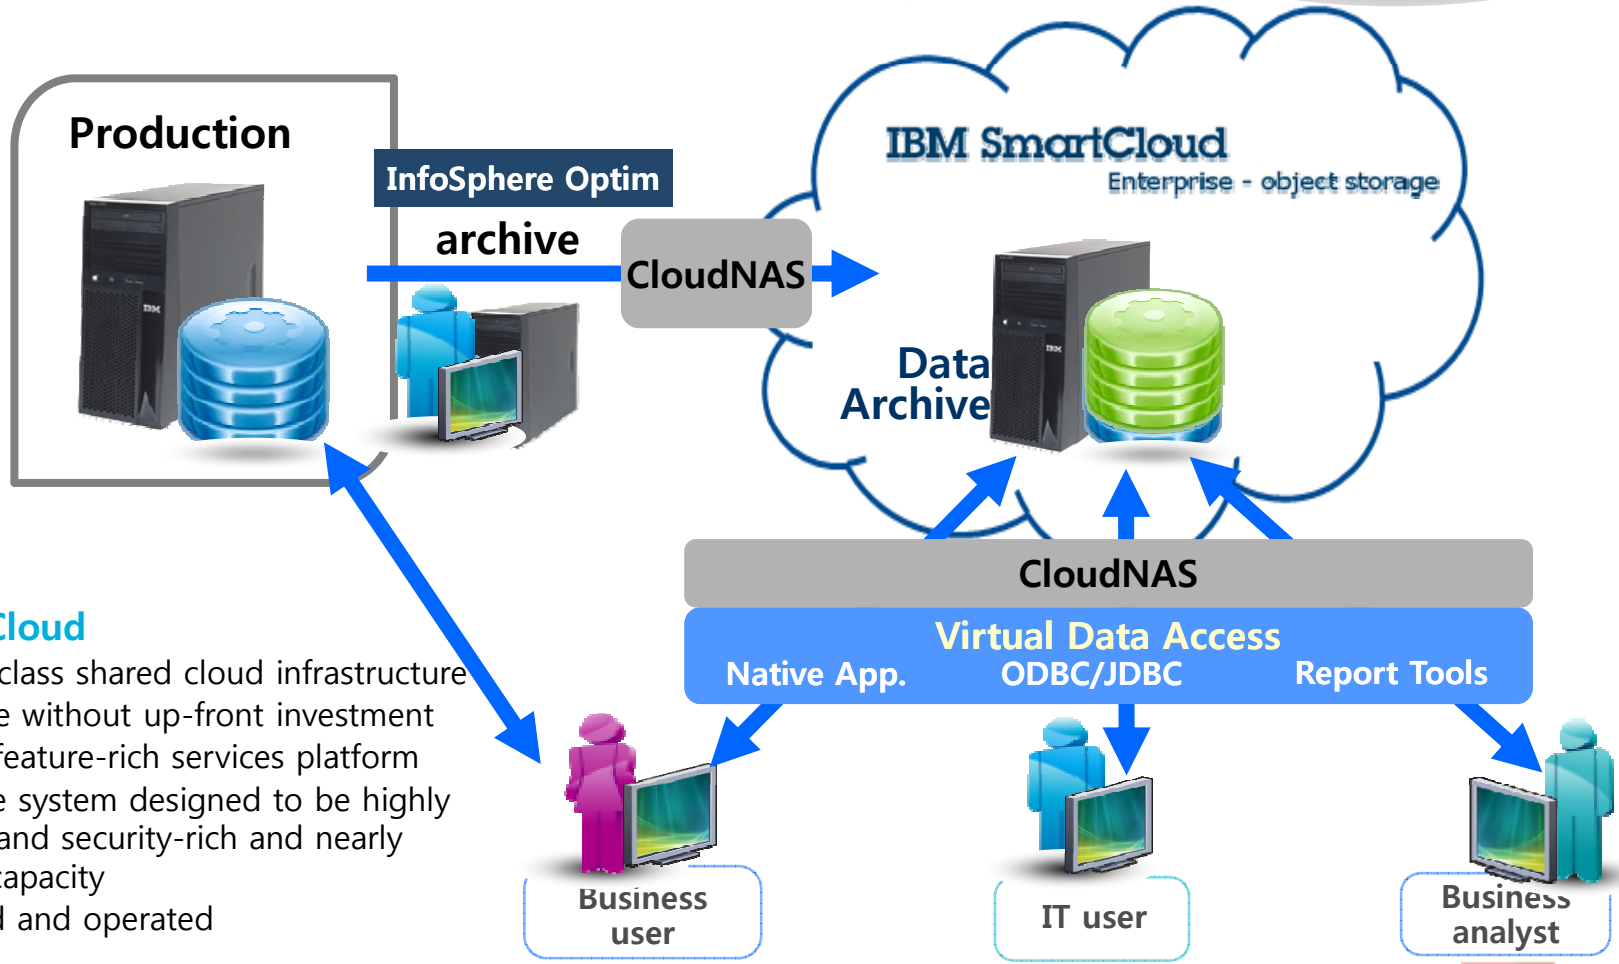 Production
InfoSphere Optim
archive
CloudNAS
IBM SmartCloud
Enterprise - object storage
Data
Archive
IBM
IBM
CloudNAS
Virtual Data Access
Native App.
ODBC/JDBC
Report Tools
Cloud
class shared cloud infrastructure
e without up-front investment
feature-rich services platform
e system designed to be highly
and security-rich and nearly
capacity
d and operated
Business
user
IT user
Business
analyst